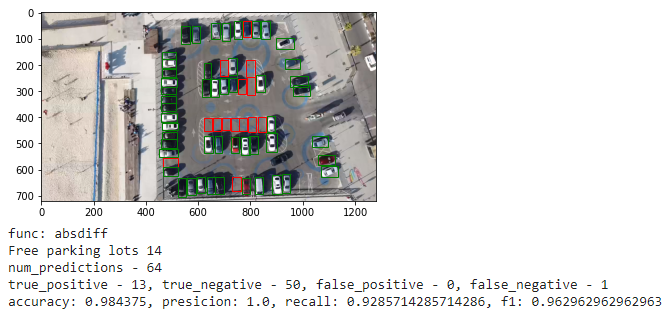 0
100
200
300
400
500
600
700
0 200 400 600 800 1000 1200
func: absdiff
Free parking lots 14
num_predictions - 64
true_positive - 13, true_negative - 50, false_positive - 0, false_negative - 1
accuracy: 0.984375, presicion: 1.0, recall: 0.9285714285714286, f1: 0.962962962962963